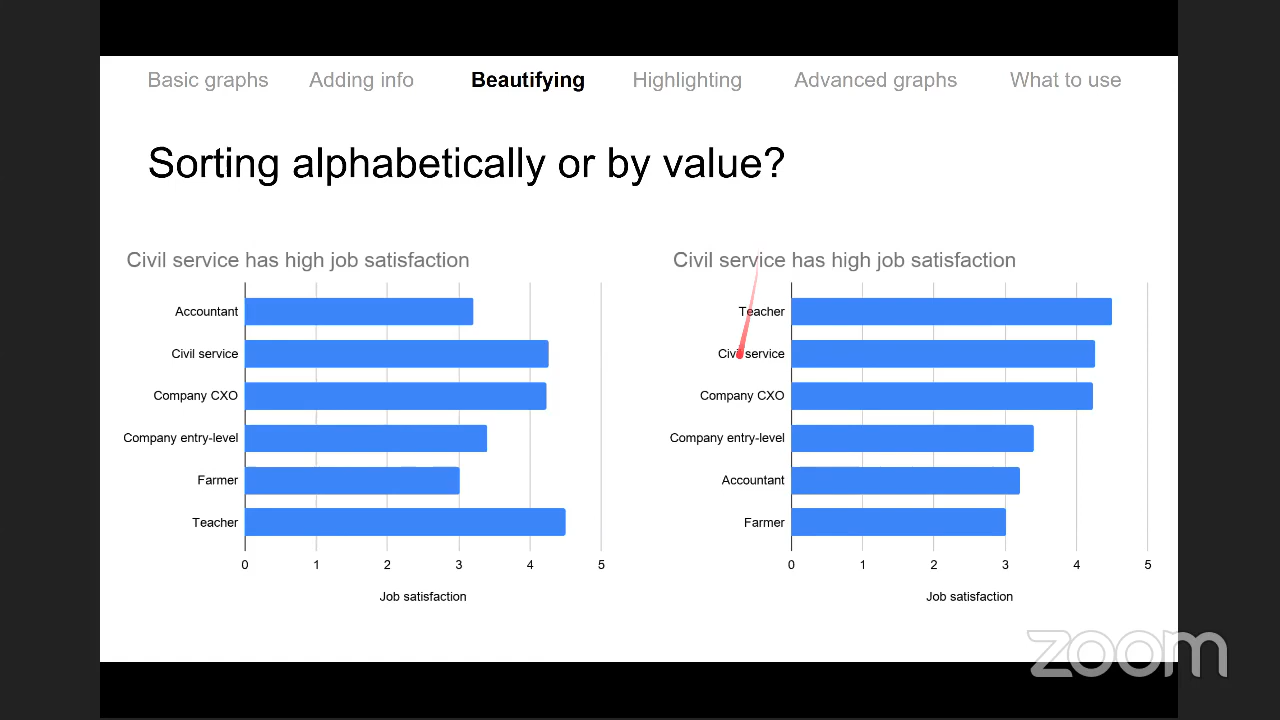 Basic graphs Adding info Beautifying Highlighting Advanced graphs What to use
Sorting alphabetically or by value?
Civil service has high job satisfaction
Accountant
Civil service
Company CXO
Company entry-level
Farmer
Teacher
0 1 2 3 4 5
Job satisfaction
Civil service has high job satisfaction
Teacher
Civil service
Company CXO
Company entry-level
Accountant
Farmer
0 1 2 3 4 5
Job satisfaction
zoom